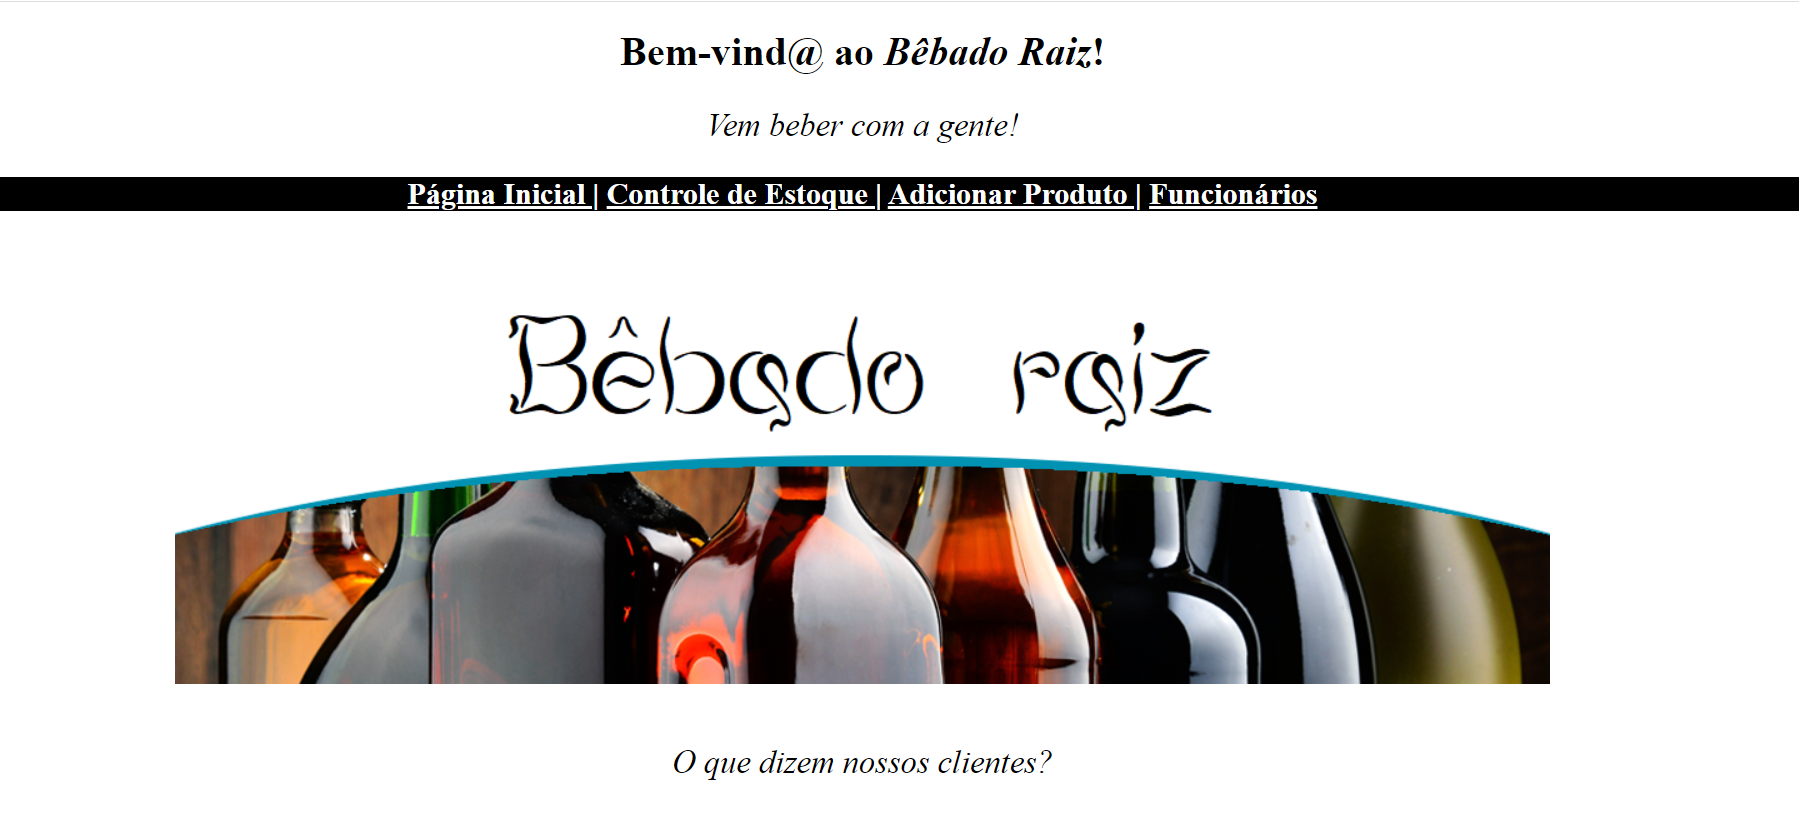 Bem-vind@ ao Bêbado Raiz!
Vem beber com a gente!
Página Inicial | Controle de Estoque | Adicionar Produto | Funcionários
Bêbado raiz
O que dizem nossos clientes?